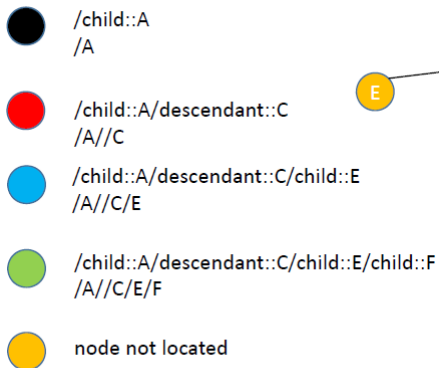 /child::A
/A
E
/child::A/descendant::C
/A//C
/child::A/descendant::C/child::E
/A//C/E
/child::A/descendant::C/child::E/child::F
/A//C/E/F
node not located